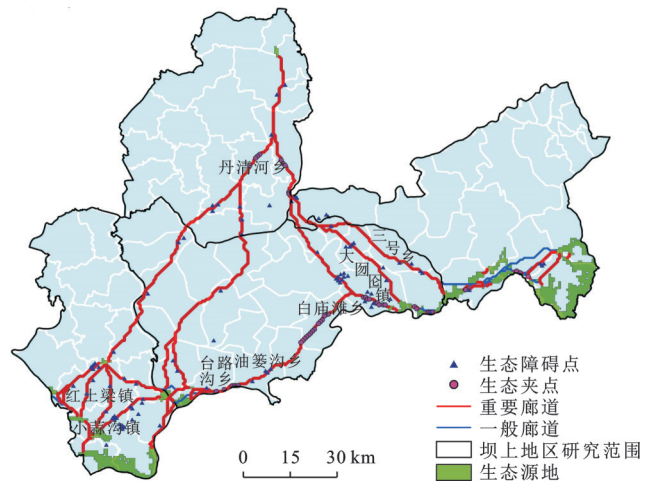 丹清河乡
三号乡
大囫囵镇
白庙滩乡
台路沟乡
油篓沟乡
红土梁镇
小蒜沟镇
生态障碍点
生态夹点
重要廊道
一般廊道
坝上地区研究范围
生态源地
0 15 30 km